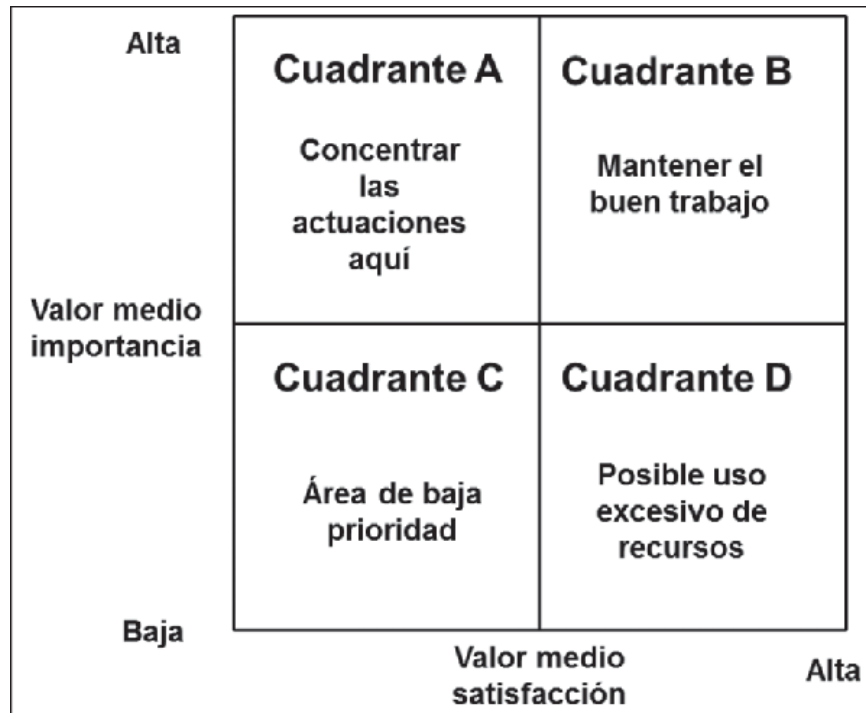 Alta
Cuadrante A
Concentrar
las
actuaciones
aquí
Cuadrante B
Mantener el
buen trabajo
Valor medio
importancia
Cuadrante C
Área de baja
prioridad
Cuadrante D
Posible uso
excesivo de
recursos
Baja
Valor medio
satisfacción
Alta